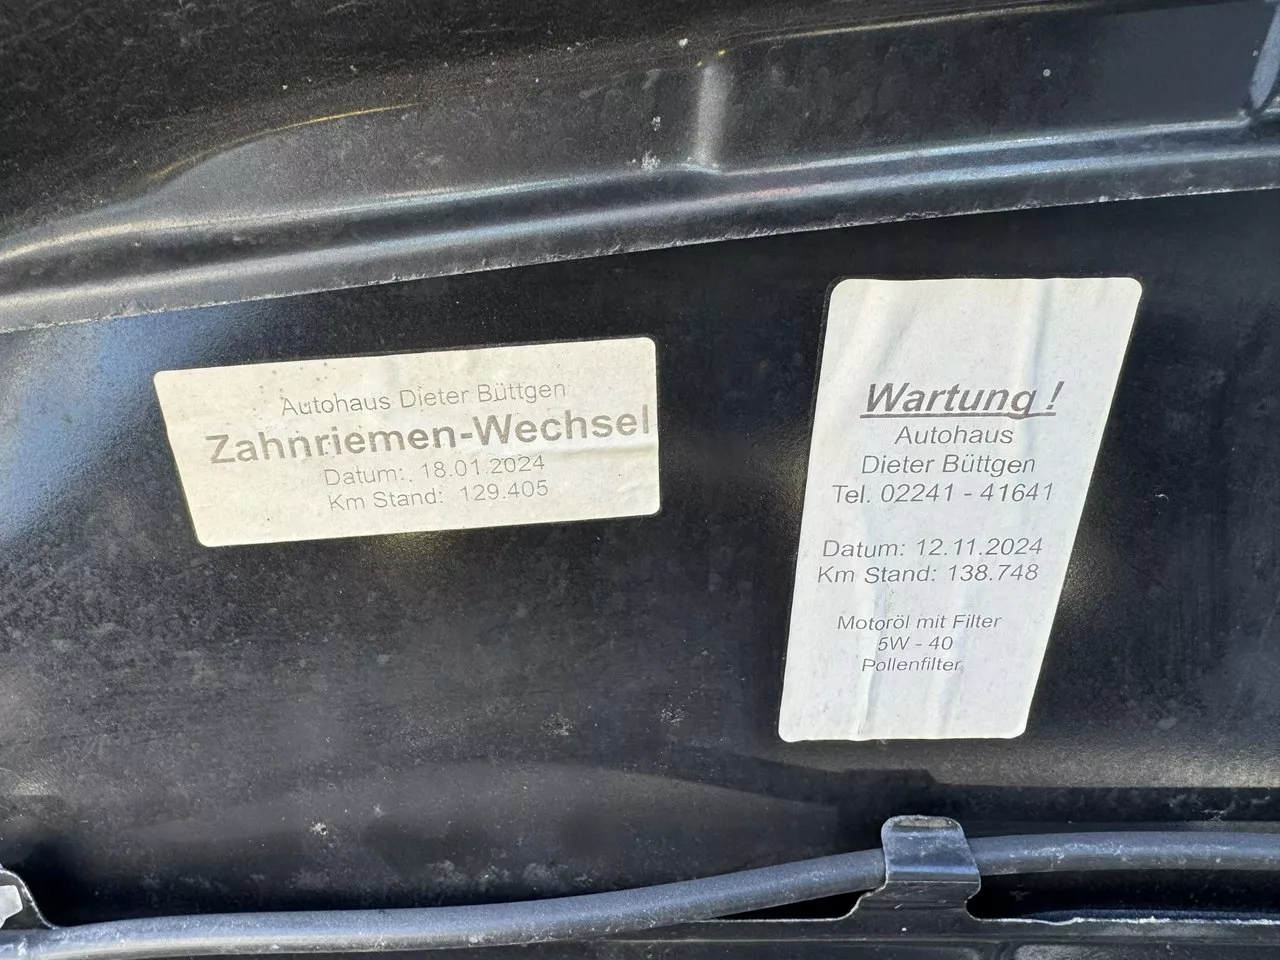 Autohaus Dieter Büttgen
Zahnriemen-Wechsel
Datum: 18.01.2024
Km Stand: 129.405
Wartung !
Autohaus
Dieter Büttgen
Tel. 02241 - 41641
Datum: 12.11.2024
Km Stand: 138.748
Motoröl mit Filter
5W - 40
Pollenfilter